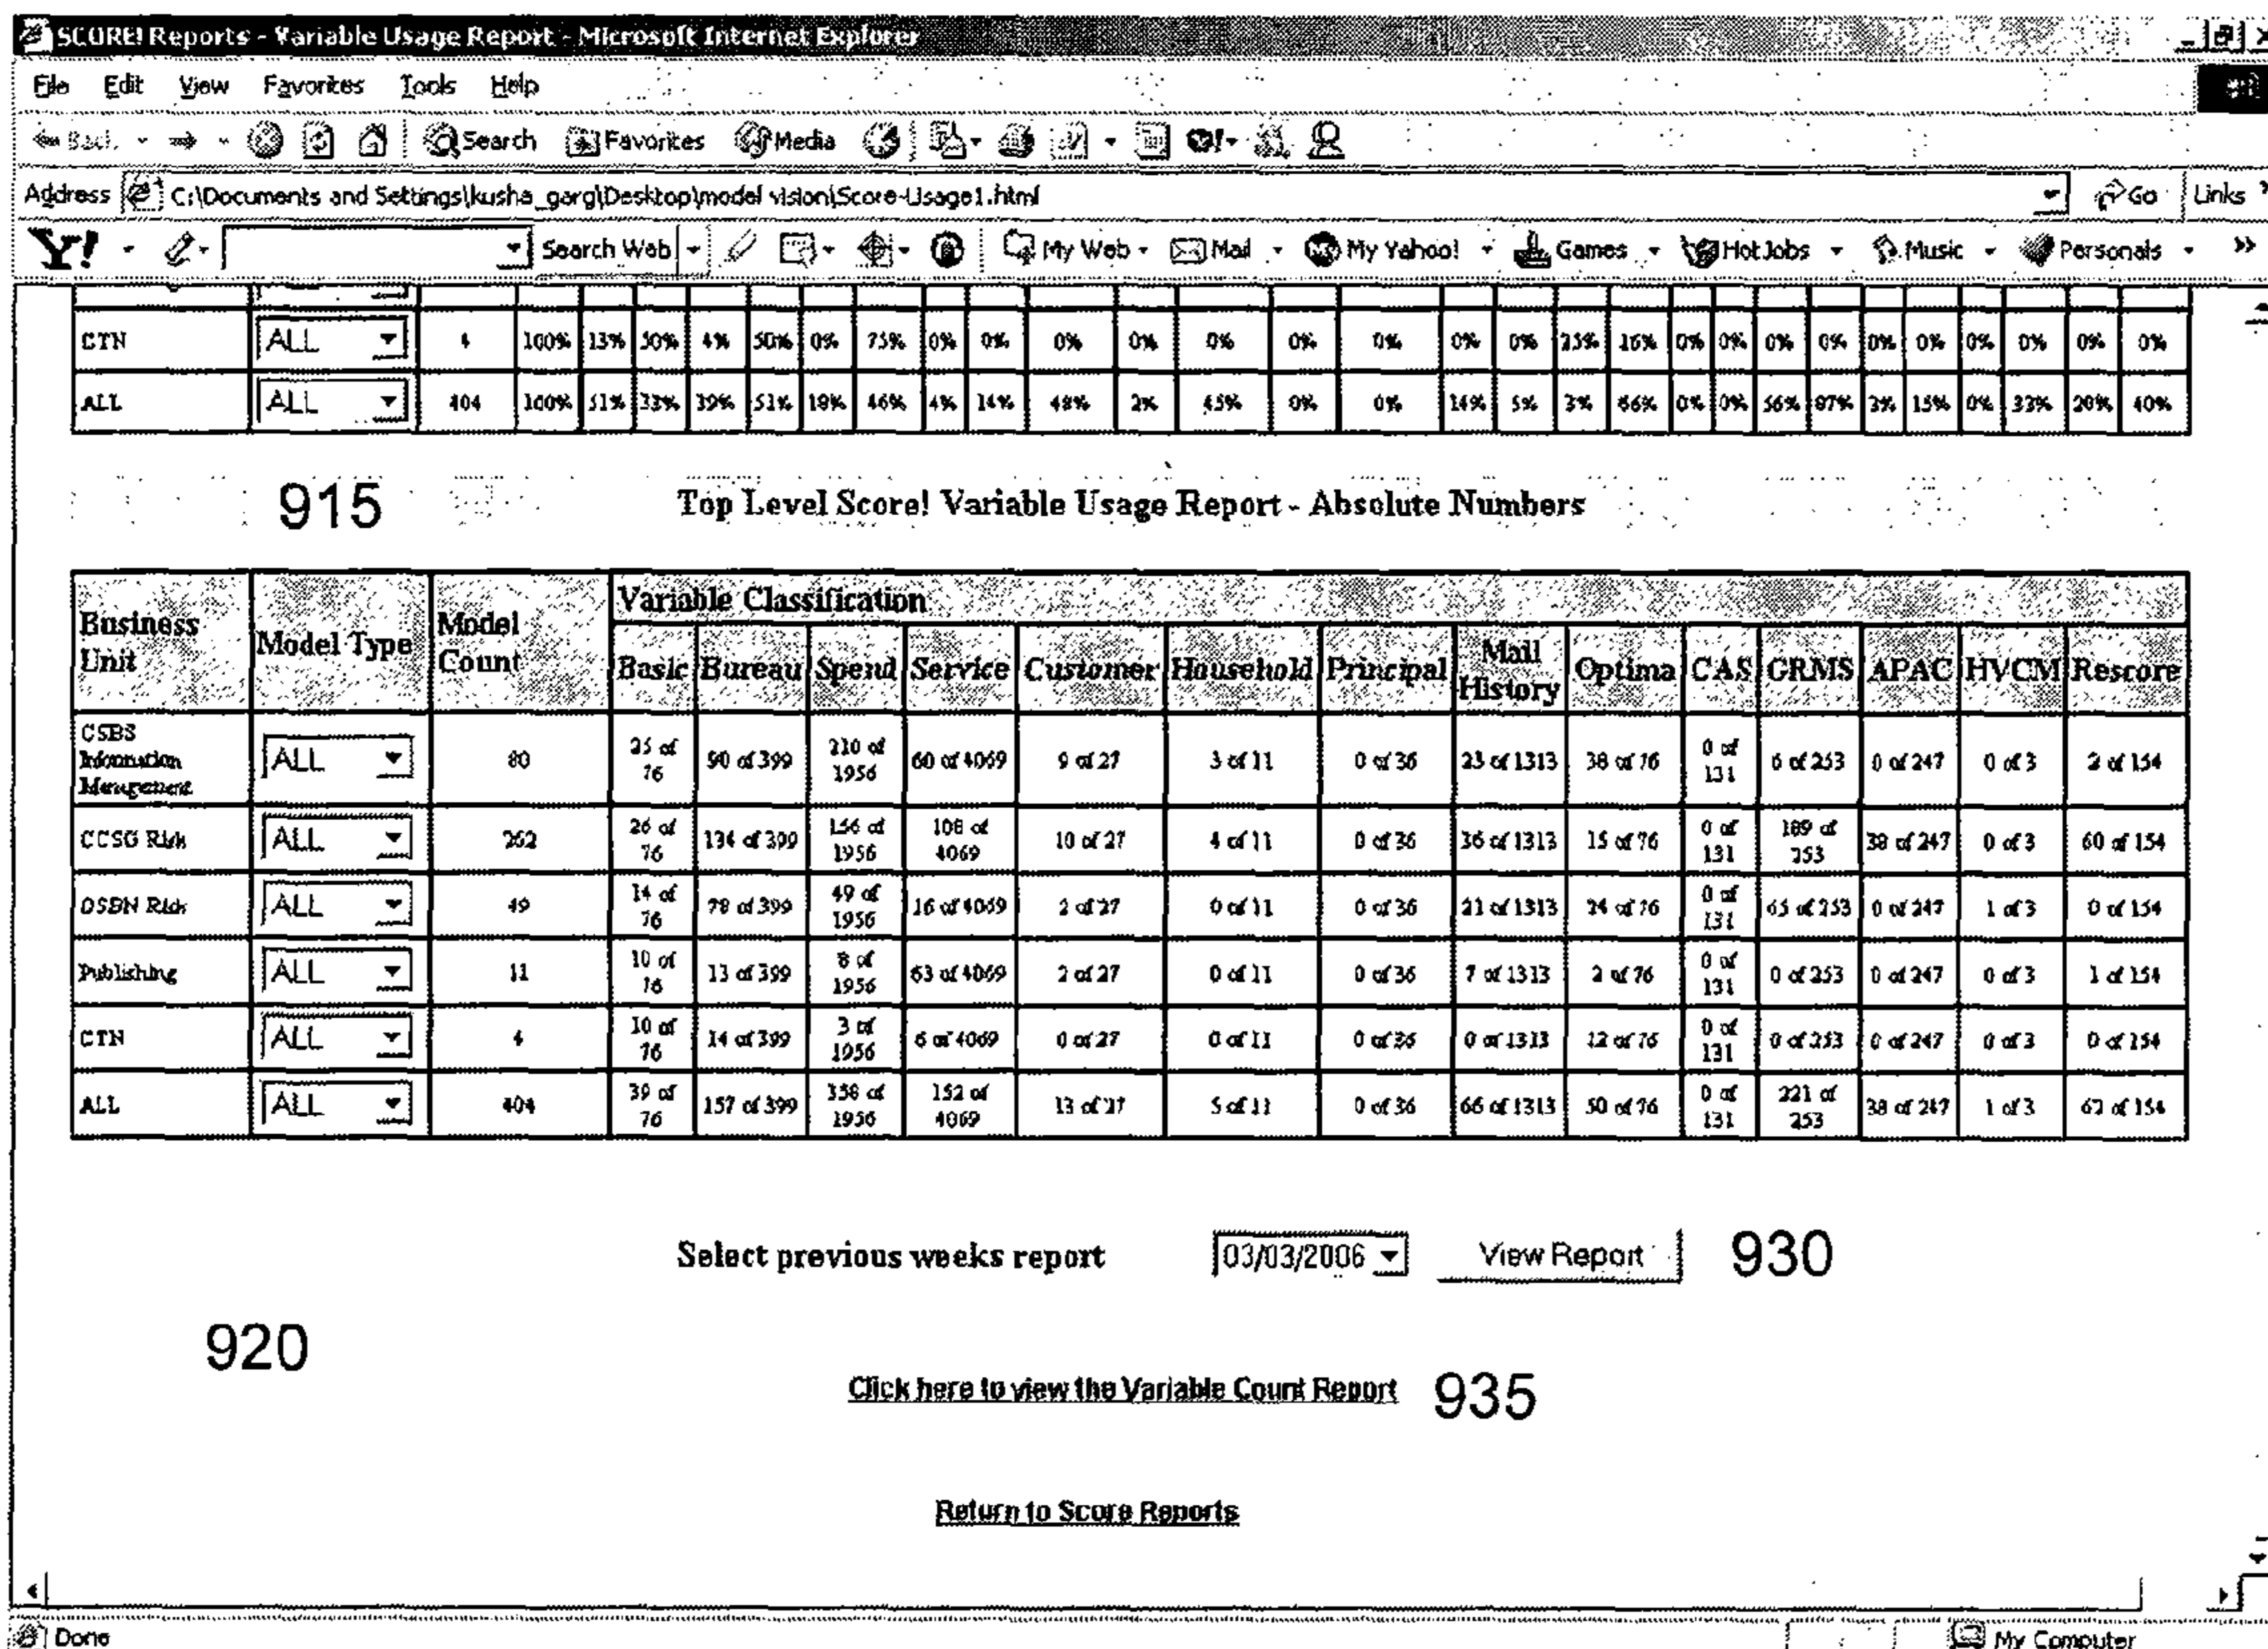 SCORE! Reports - Variable Usage Report - Microsoft Internet Explorer
File Edit View Favorites Tools Help
Back Search Favorites Media
Address C:\Documents and Settings\kusha_garg\Desktop\model vision\Score-Usage1.html Go Links
Y! Search Web My Web Mail My Yahoo! Games HotJobs Music Personals »
CTN ALL 4 100% 13% 50% 4% 50% 0% 75% 0% 0% 0% 0% 0% 0% 0% 0% 0% 25% 16% 0% 0% 0% 0% 0% 0% 0% 0% 0% 0%
ALL ALL 404 100% 51% 33% 39% 51% 18% 46% 4% 14% 48% 2% 45% 0% 0% 14% 5% 3% 66% 0% 0% 56% 87% 3% 15% 0% 33% 20% 40%
915 Top Level Score! Variable Usage Report - Absolute Numbers
Business Unit Model Type Model Count Variable Classification
Basic Bureau Spend Service Customer Household Principal Mail History Optima CAS GRMS APAC HVCM Rescore
CSBS Information Management ALL 80 25 of 76 90 of 399 210 of 1956 60 of 4069 9 of 27 3 of 11 0 of 36 23 of 1313 38 of 76 0 of 131 6 of 253 0 of 247 0 of 3 2 of 154
CCSG Risk ALL 262 26 of 76 134 of 399 156 of 1956 108 of 4069 10 of 27 4 of 11 0 of 36 36 of 1313 15 of 76 0 of 131 189 of 253 38 of 247 0 of 3 60 of 154
OSBN Risk ALL 49 14 of 76 78 of 399 49 of 1956 16 of 4069 2 of 27 0 of 11 0 of 36 21 of 1313 24 of 76 0 of 131 65 of 253 0 of 247 1 of 3 0 of 154
Publishing ALL 11 10 of 76 13 of 399 8 of 1956 63 of 4069 2 of 27 0 of 11 0 of 36 7 of 1313 2 of 76 0 of 131 0 of 253 0 of 247 0 of 3 1 of 154
CTN ALL 4 10 of 76 14 of 399 3 of 1956 6 of 4069 0 of 27 0 of 11 0 of 36 0 of 1313 12 of 76 0 of 131 0 of 253 0 of 247 0 of 3 0 of 154
ALL ALL 404 39 of 76 157 of 399 358 of 1956 152 of 4069 13 of 27 5 of 11 0 of 36 66 of 1313 50 of 76 0 of 131 221 of 253 38 of 247 1 of 3 62 of 154
Select previous weeks report 03/03/2006 View Report 930
920
Click here to view the Variable Count Report 935
Return to Score Reports
Done My Computer